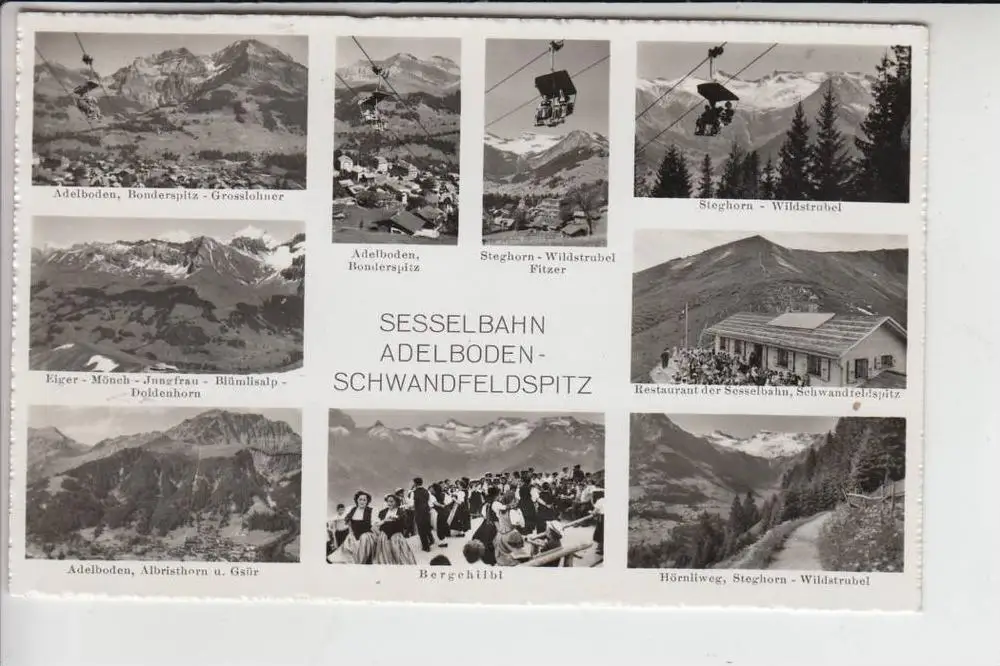 Adelboden, Bonderspitz - Grosslohner
Adelboden,
Bonderspitz
Steghorn - Wildstrubel
Fitzer
Steghorn - Wildstrubel
Eiger - Mönch - Jungfrau - Blümlisalp -
Doldenhorn
SESSELBAHN
ADELBODEN-
SCHWANDFELDSPITZ
Restaurant der Sesselbahn, Schwandfeldspitz
Adelboden, Albristhorn u. Gsür
Bergchilbi
Hörnliweg, Steghorn - Wildstrubel